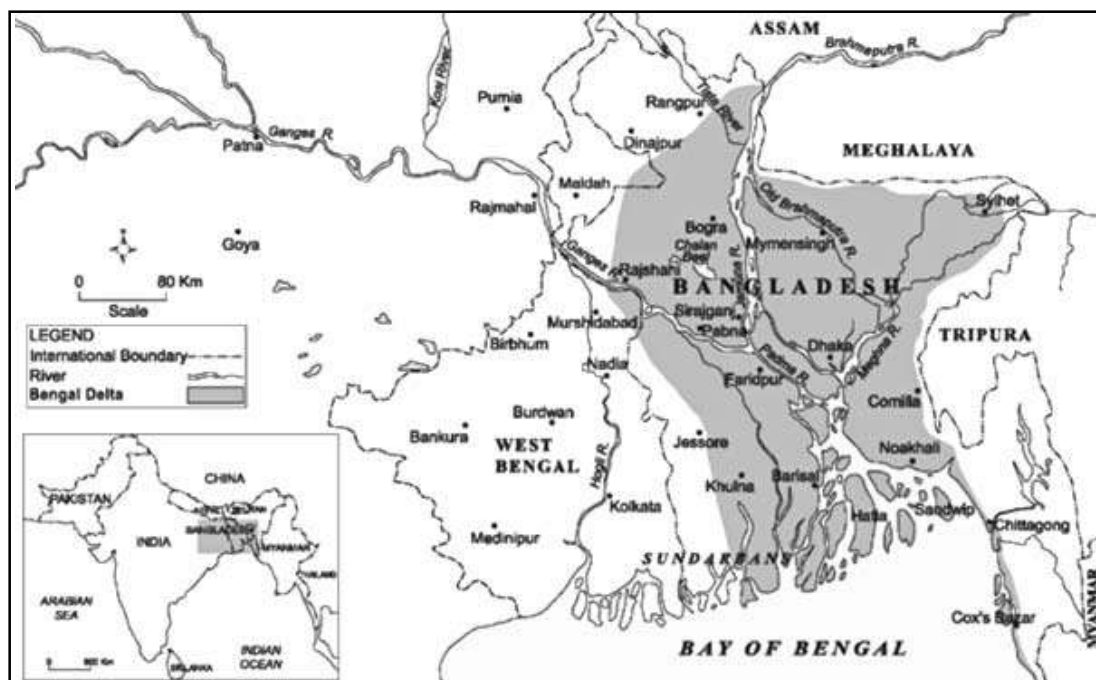 ASSAM
Brahmaputra R.
Kosi River
Purnia
Rangpur
Tista River
Patna
Ganges R.
Dinajpur
MEGHALAYA
Rajmahal
Maldah
Old Brahmaputra R.
Sylhet
Goya
Bogra
Mymensingh
Chalan
Beel
Ganges R.
Rajshahi
BANGLADESH
0 80 Km
Scale
Sirajganj
Murshidabad
Pabna
TRIPURA
LEGEND
International Boundary
River
Bengal Delta
Birbhum
Dhaka
Meghna R.
Nadia
Padma R.
Faridpur
Comilla
Burdwan
Bankura
WEST
BENGAL
Jessore
Noakhali
Hogli R.
Khulna
Barisal
Kolkata
Hatia
Sandwip
Chittagong
Medinipur
SUNDARBANS
MYANMAR
Cox's Bazar
BAY OF BENGAL
CHINA
PAKISTAN
BANGLADESH
INDIA
MYANMAR
THAILAND
ARABIAN
SEA
INDIAN
OCEAN
SRI LANKA